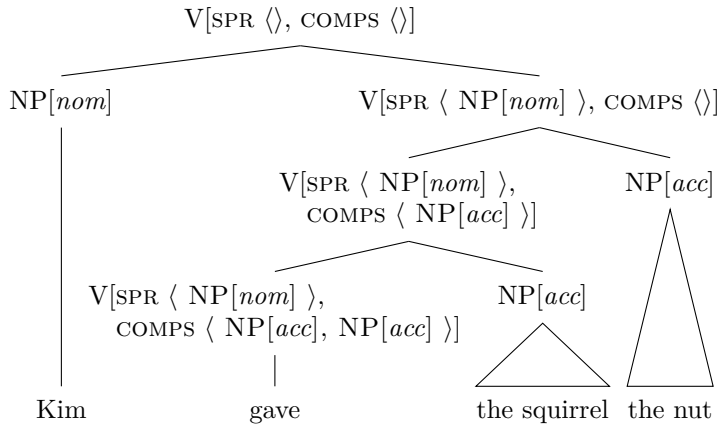 V[SPR ⟨⟩, COMPS ⟨⟩]
NP[nom] V[SPR ⟨ NP[nom] ⟩, COMPS ⟨⟩]
V[SPR ⟨ NP[nom] ⟩, NP[acc]
COMPS ⟨ NP[acc] ⟩]
V[SPR ⟨ NP[nom] ⟩, NP[acc]
COMPS ⟨ NP[acc], NP[acc] ⟩]
Kim gave the squirrel the nut